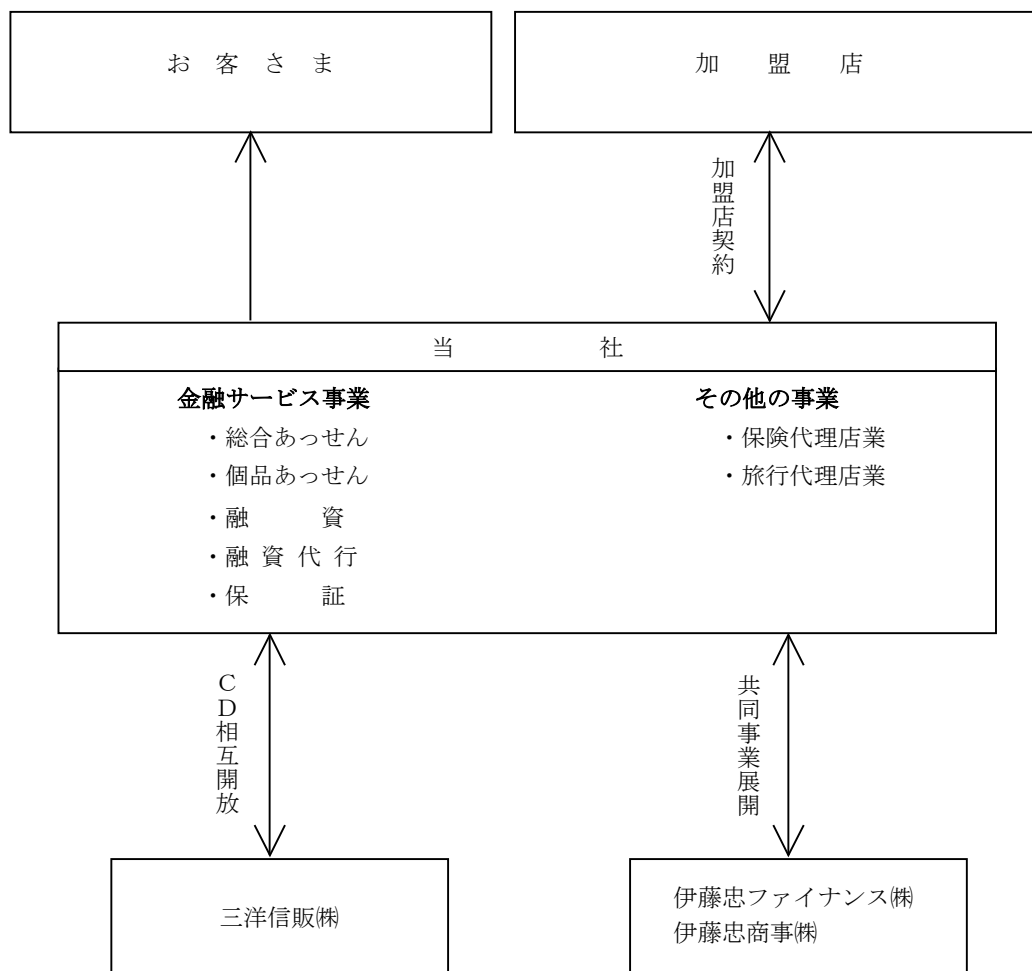 お客さま
加盟店
加盟店契約
当社
金融サービス事業
・総合あっせん
・個品あっせん
・融資
・融資代行
・保証
その他の事業
・保険代理店業
・旅行代理店業
CD相互開放
共同事業展開
三洋信販㈱
伊藤忠ファイナンス㈱
伊藤忠商事㈱